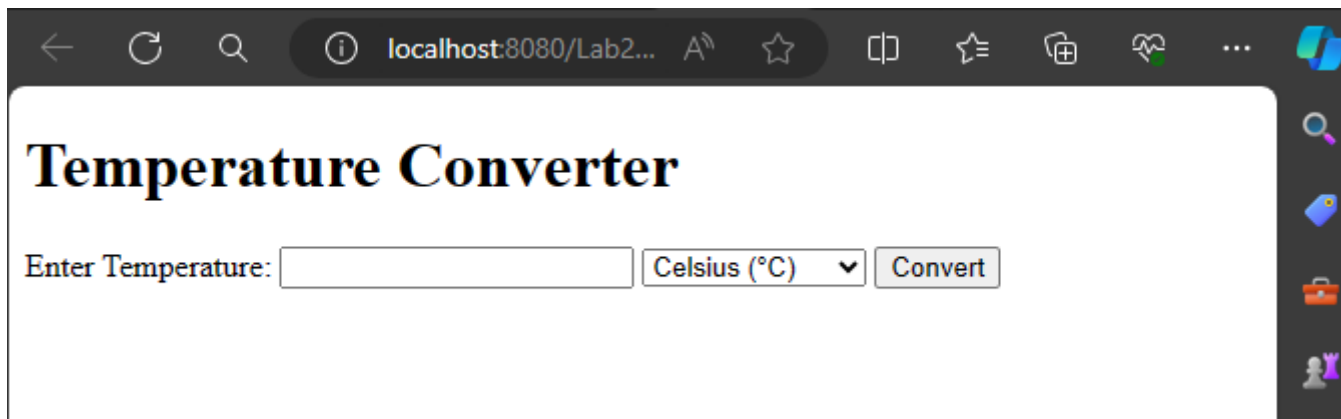 localhost:8080/Lab2...
Temperature Converter
Enter Temperature: Celsius (°C) Convert